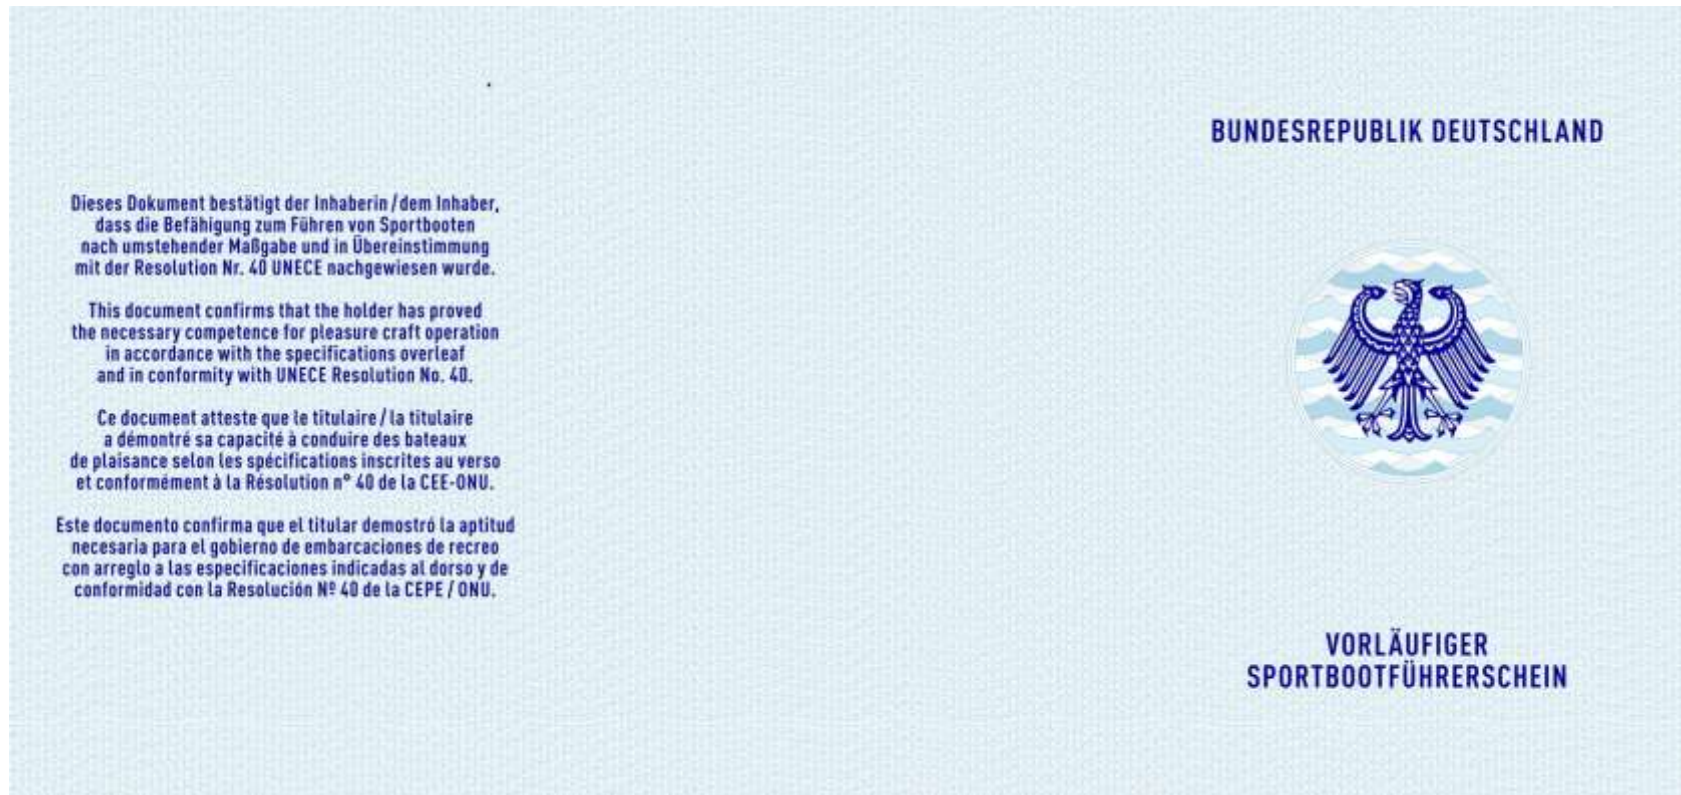 Dieses Dokument bestätigt der Inhaberin / dem Inhaber,
dass die Befähigung zum Führen von Sportbooten
nach umstehender Maßgabe und in Übereinstimmung
mit der Resolution Nr. 40 UNECE nachgewiesen wurde.
This document confirms that the holder has proved
the necessary competence for pleasure craft operation
in accordance with the specifications overleaf
and in conformity with UNECE Resolution No. 40.
Ce document atteste que le titulaire / la titulaire
a démontré sa capacité à conduire des bateaux
de plaisance selon les spécifications inscrites au verso
et conformément à la Résolution n° 40 de la CEE-ONU.
Este documento confirma que el titular demostró la aptitud
necesaria para el gobierno de embarcaciones de recreo
con arreglo a las especificaciones indicadas al dorso y de
conformidad con la Resolución Nº 40 de la CEPE / ONU.
BUNDESREPUBLIK DEUTSCHLAND
VORLÄUFIGER
SPORTBOOTFÜHRERSCHEIN